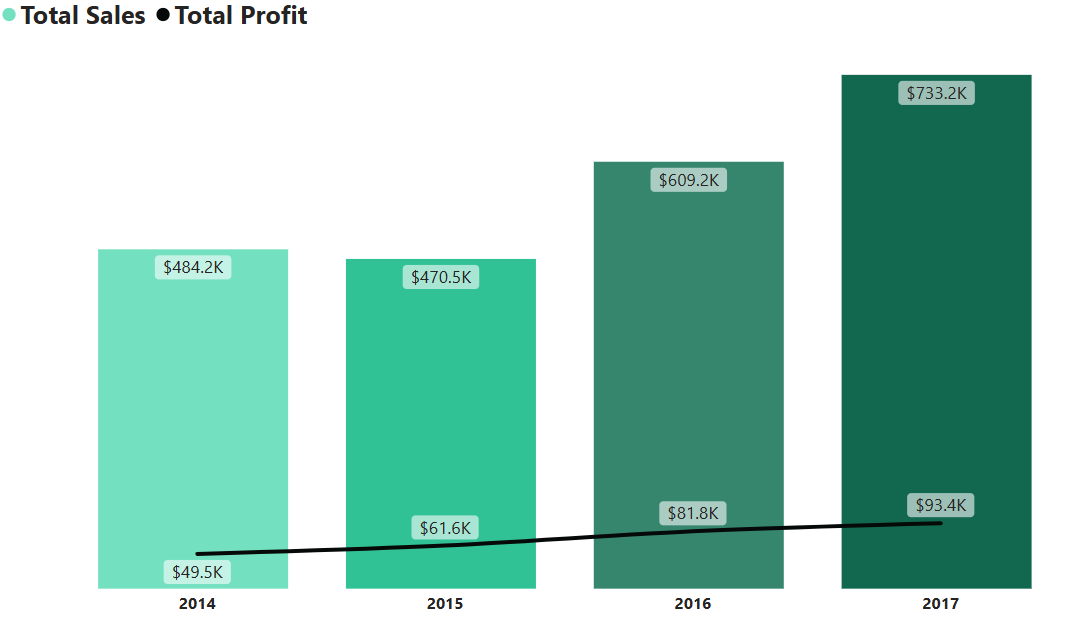 Total Sales Total Profit
$733.2K
$609.2K
$484.2K
$470.5K
$93.4K
$81.8K
$61.6K
$49.5K
2014 2015 2016 2017